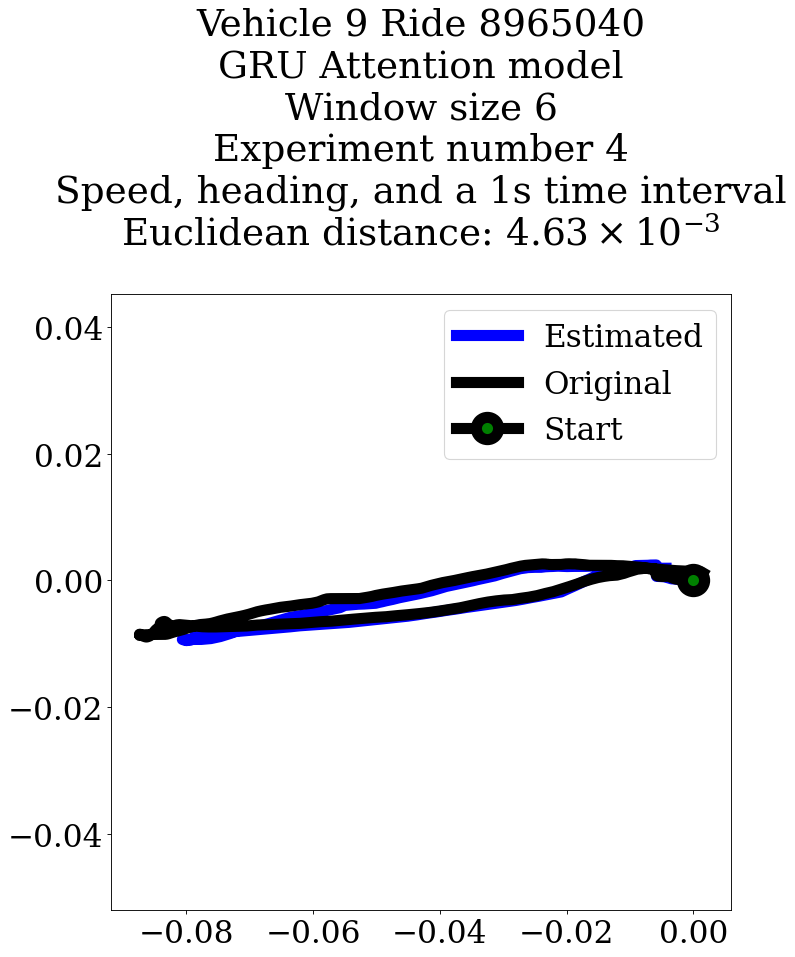 Vehicle 9 Ride 8965040
GRU Attention model
Window size 6
Experiment number 4
Speed, heading, and a 1s time interval
Euclidean distance: 4.63 × 10⁻³
Estimated
Original
Start
0.04
0.02
0.00
−0.02
−0.04
−0.08 −0.06 −0.04 −0.02 0.00